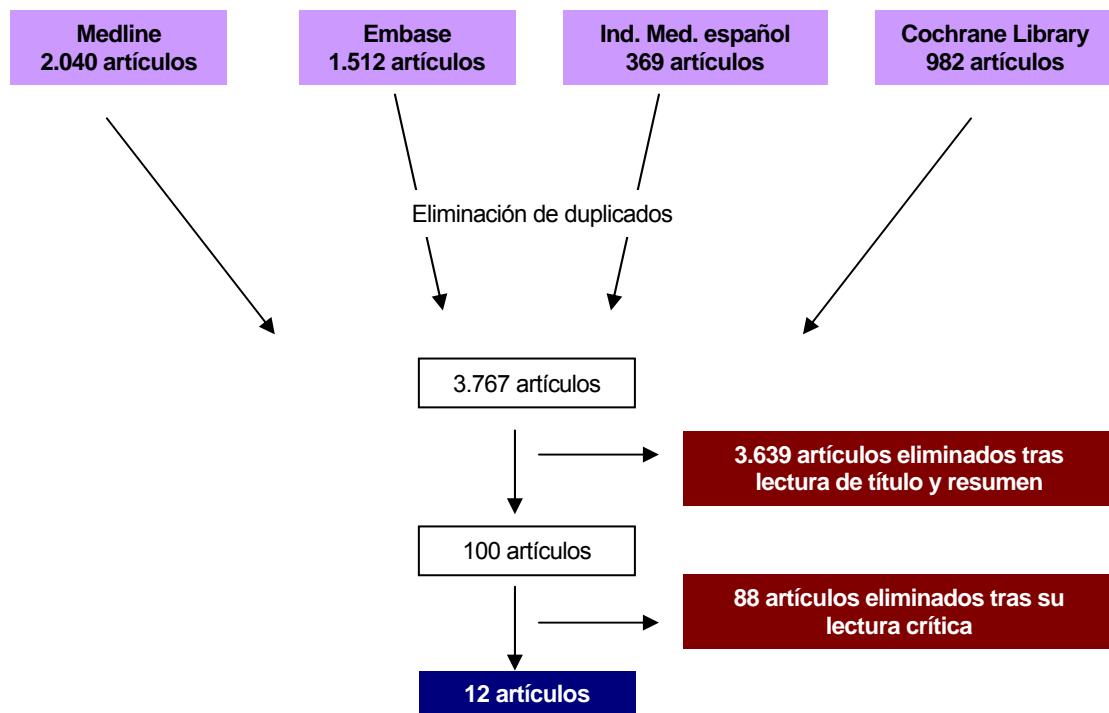 Medline
2.040 artículos
Embase
1.512 artículos
Ind. Med. español
369 artículos
Cochrane Library
982 artículos
Eliminación de duplicados
3.767 artículos
3.639 artículos eliminados tras
lectura de título y resumen
100 artículos
88 artículos eliminados tras su
lectura crítica
12 artículos